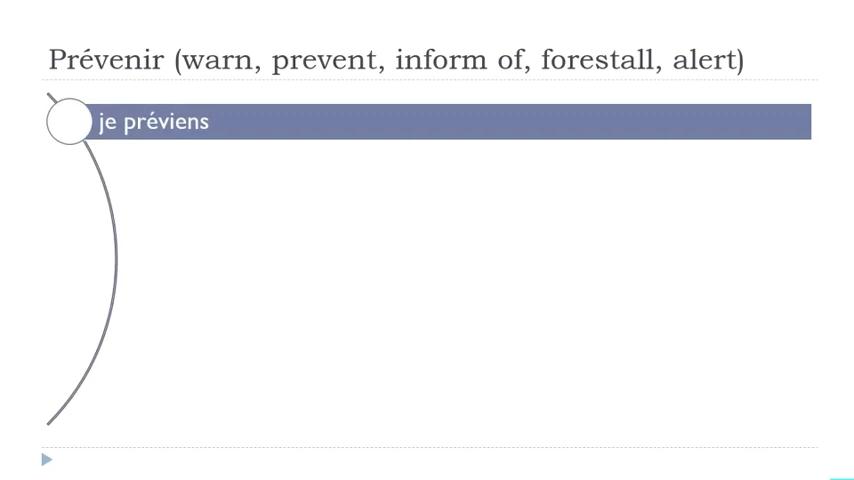 Prévenir (warn, prevent, inform of, forestall, alert)
je préviens